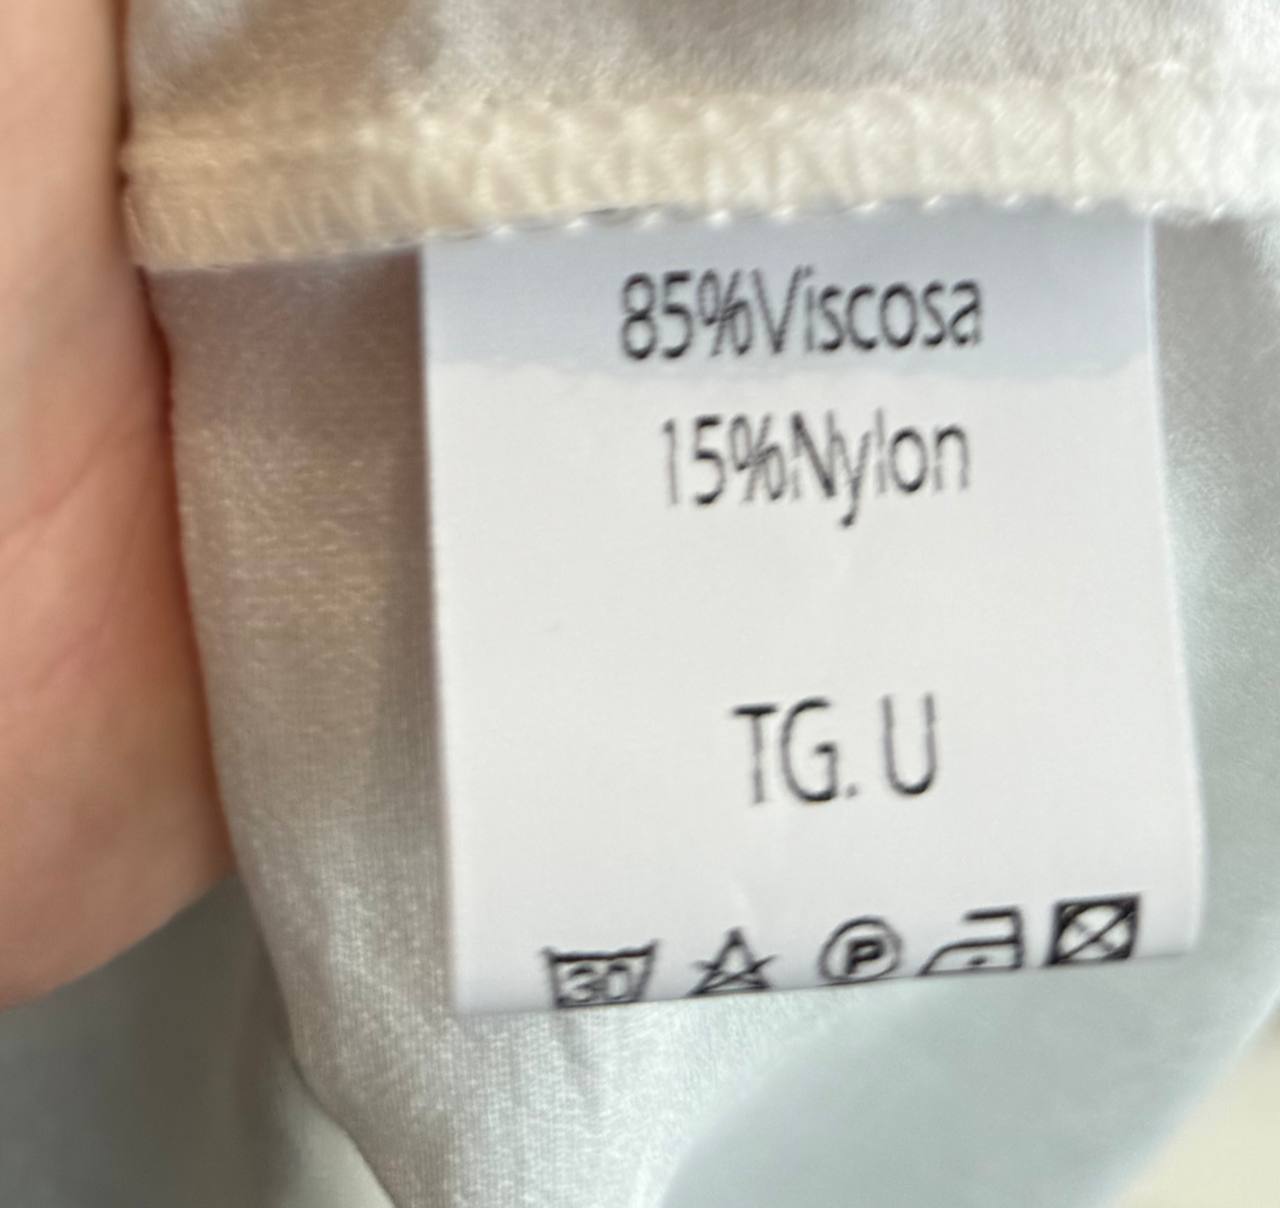 85%Viscosa
15%Nylon
TG. U
30 P